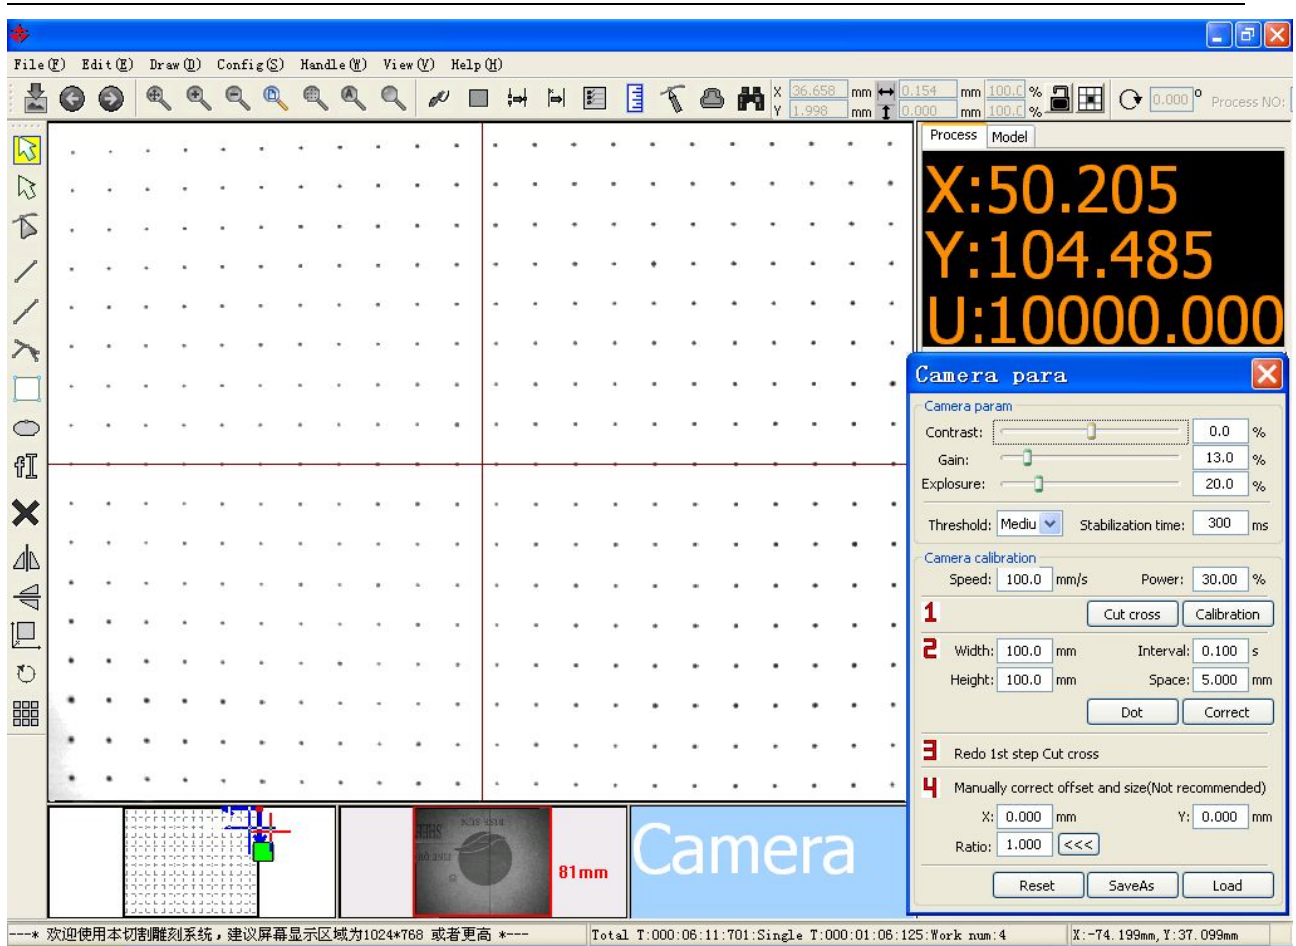 File(F) Edit(E) Draw(D) Config(S) Handle(W) View(V) Help(H)
X 36.658 mm 0.154 mm 100.0 % 0.000 ° Process NO:
Y 1.998 mm 0.000 mm 100.0 %
Process Model
X:50.205
Y:104.485
U:10000.000
Camera para
Camera param
Contrast: 0.0 %
Gain: 13.0 %
Explosure: 20.0 %
Threshold: Mediu Stabilization time: 300 ms
Camera calibration
Speed: 100.0 mm/s Power: 30.00 %
1 Cut cross Calibration
2 Width: 100.0 mm Interval: 0.100 s
Height: 100.0 mm Space: 5.000 mm
Dot Correct
3 Redo 1st step Cut cross
4 Manually correct offset and size(Not recommended)
X: 0.000 mm Y: 0.000 mm
Ratio: 1.000 <<<
Reset SaveAs Load
81mm
Camera
---* 欢迎使用本切割雕刻系统，建议屏幕显示区域为1024*768 或者更高 *---
Total T:000:06:11:701:Single T:000:01:06:125:Work num:4
X:-74.199mm,Y:37.099mm